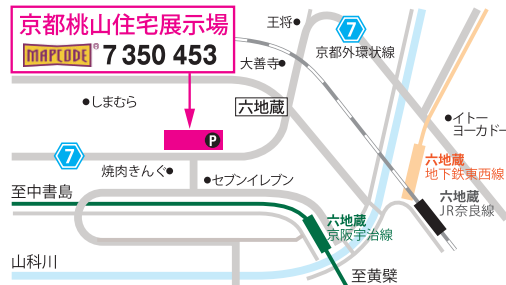 京都桃山住宅展示場
MAPCODE® 7 350 453
王将
7
京都外環状線
大善寺
しまむら
六地蔵
イトー
ヨーカドー
P
7
焼肉きんぐ
セブンイレブン
六地蔵
地下鉄東西線
至中書島
六地蔵
JR奈良線
六地蔵
京阪宇治線
山科川
至黄檗